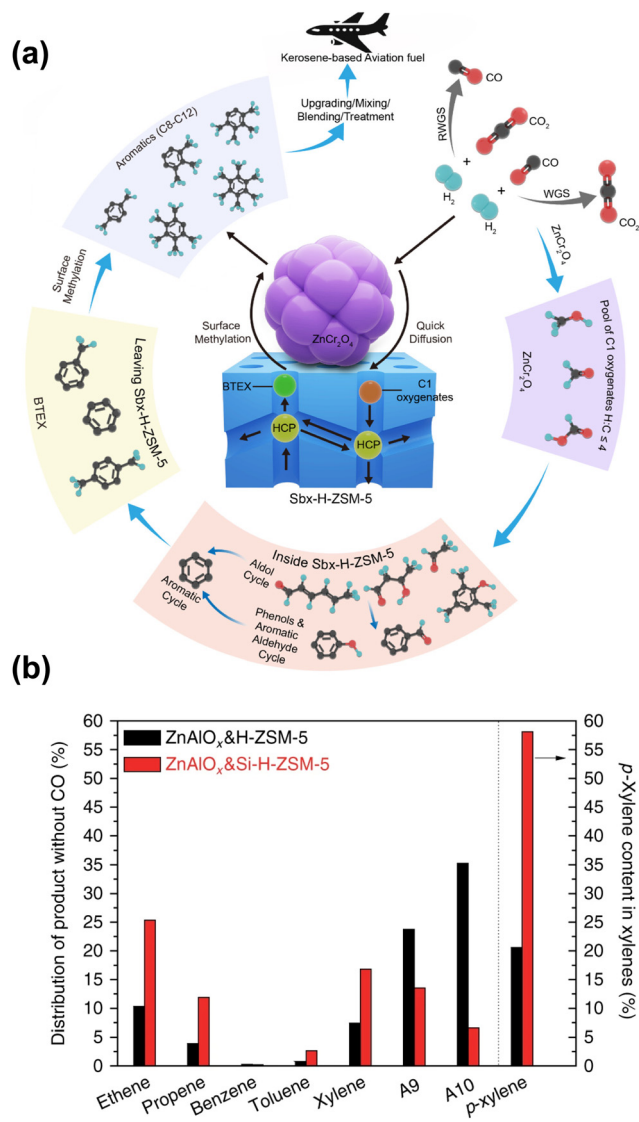 (a)
Kerosene-based Aviation fuel
Upgrading/Mixing/
Blending/Treatment
Aromatics (C8-C12)
CO
RWGS
CO₂
+
CO
H₂
+
H₂
WGS
CO₂
ZnCr₂O₄
Surface
Methylation
ZnCr₂O₄
Surface
Methylation
Quick
Diffusion
BTEX
C1
oxygenates
HCP
HCP
Sbx-H-ZSM-5
Pool of C1 oxygenates H:C ≤ 4
ZnCr₂O₄
Leaving Sbx-H-ZSM-5
BTEX
Inside Sbx-H-ZSM-5
Aldol
Cycle
Aromatic
Cycle
Phenols &
Aromatic
Aldehyde
Cycle
(b)
Distribution of product without CO (%)
60
55
50
45
40
35
30
25
20
15
10
5
0
ZnAlOₓ&H-ZSM-5
ZnAlOₓ&Si-H-ZSM-5
60
55
50
45
40
35
30
25
20
15
10
5
0
p-Xylene content in xylenes (%)
Ethene
Propene
Benzene
Toluene
Xylene
A9
A10
p-xylene